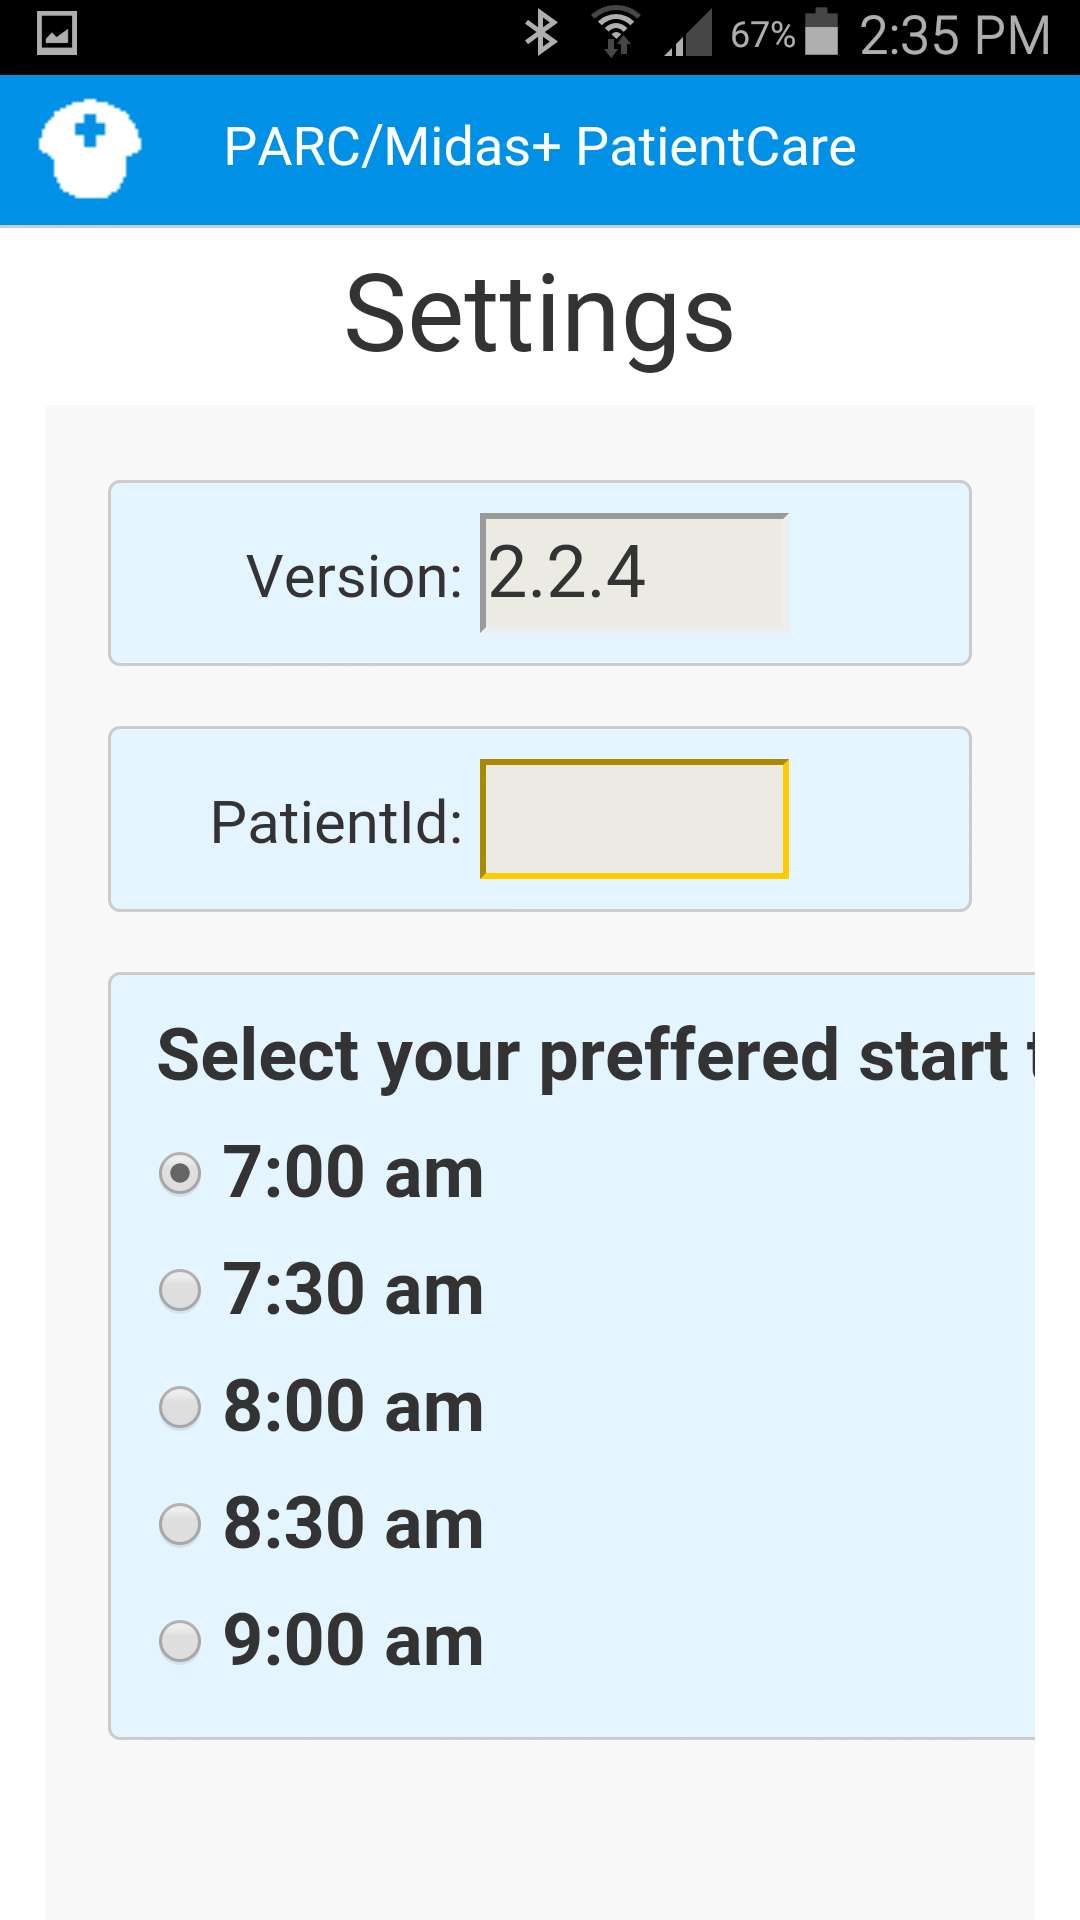 67% 2:35 PM
PARC/Midas+ PatientCare
Settings
Version: 2.2.4
PatientId:
Select your preffered start
7:00 am
7:30 am
8:00 am
8:30 am
9:00 am